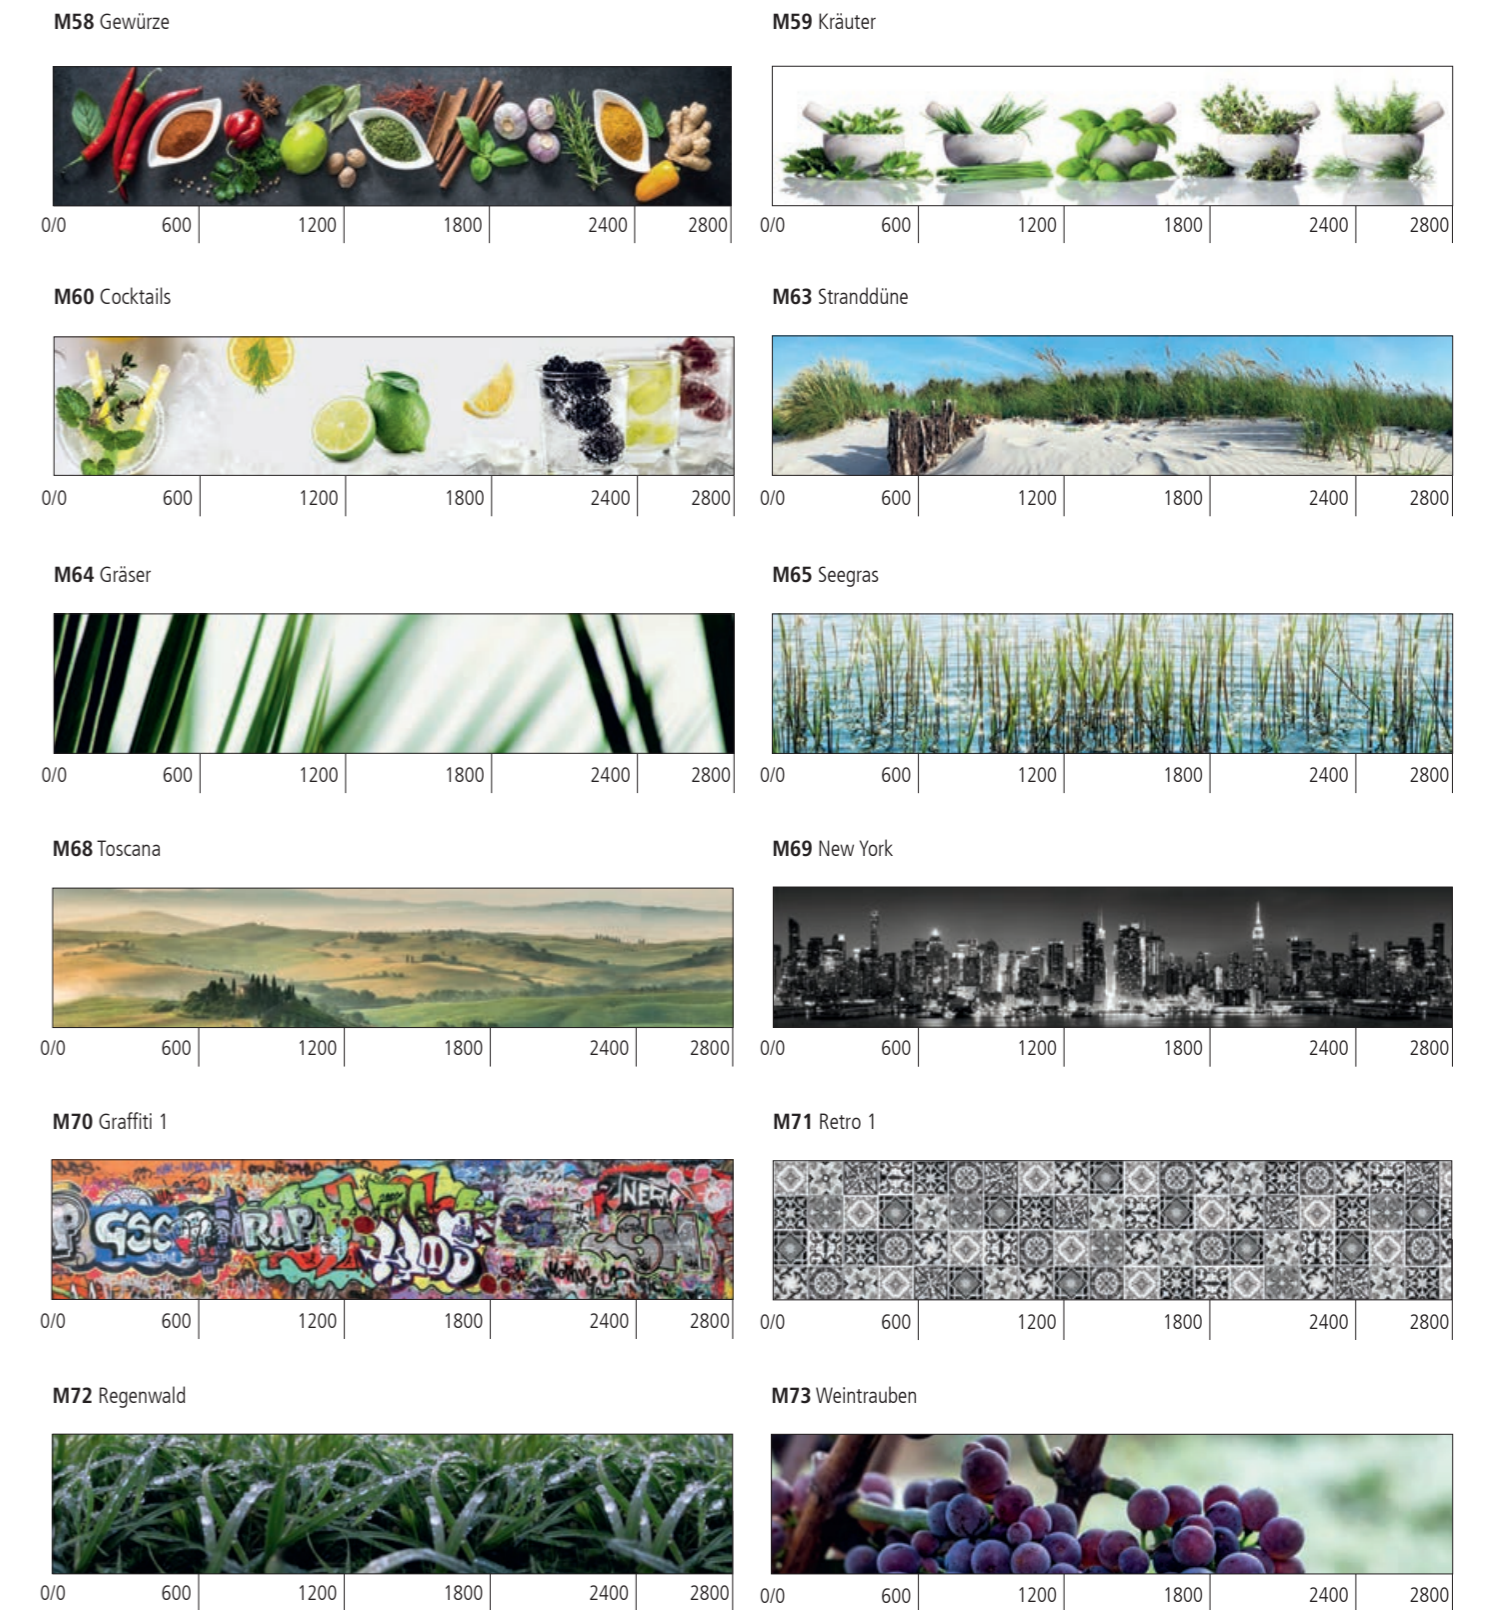 M58 Gewürze
M59 Kräuter
0/0 600 1200 1800 2400 2800
0/0 600 1200 1800 2400 2800
M60 Cocktails
M63 Stranddüne
0/0 600 1200 1800 2400 2800
0/0 600 1200 1800 2400 2800
M64 Gräser
M65 Seegras
0/0 600 1200 1800 2400 2800
0/0 600 1200 1800 2400 2800
M68 Toscana
M69 New York
0/0 600 1200 1800 2400 2800
0/0 600 1200 1800 2400 2800
M70 Graffiti 1
M71 Retro 1
RAP
0/0 600 1200 1800 2400 2800
0/0 600 1200 1800 2400 2800
M72 Regenwald
M73 Weintrauben
0/0 600 1200 1800 2400 2800
0/0 600 1200 1800 2400 2800